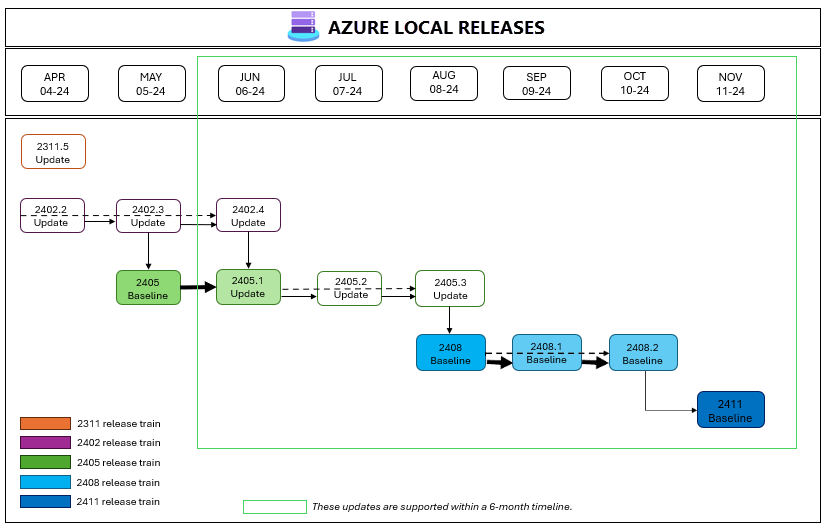 AZURE LOCAL RELEASES
APR
04-24
MAY
05-24
JUN
06-24
JUL
07-24
AUG
08-24
SEP
09-24
OCT
10-24
NOV
11-24
2311.5
Update
2402.2
Update
2402.3
Update
2402.4
Update
2405
Baseline
2405.1
Update
2405.2
Update
2405.3
Update
2408
Baseline
2408.1
Baseline
2408.2
Baseline
2411
Baseline
2311 release train
2402 release train
2405 release train
2408 release train
2411 release train
These updates are supported within a 6-month timeline.